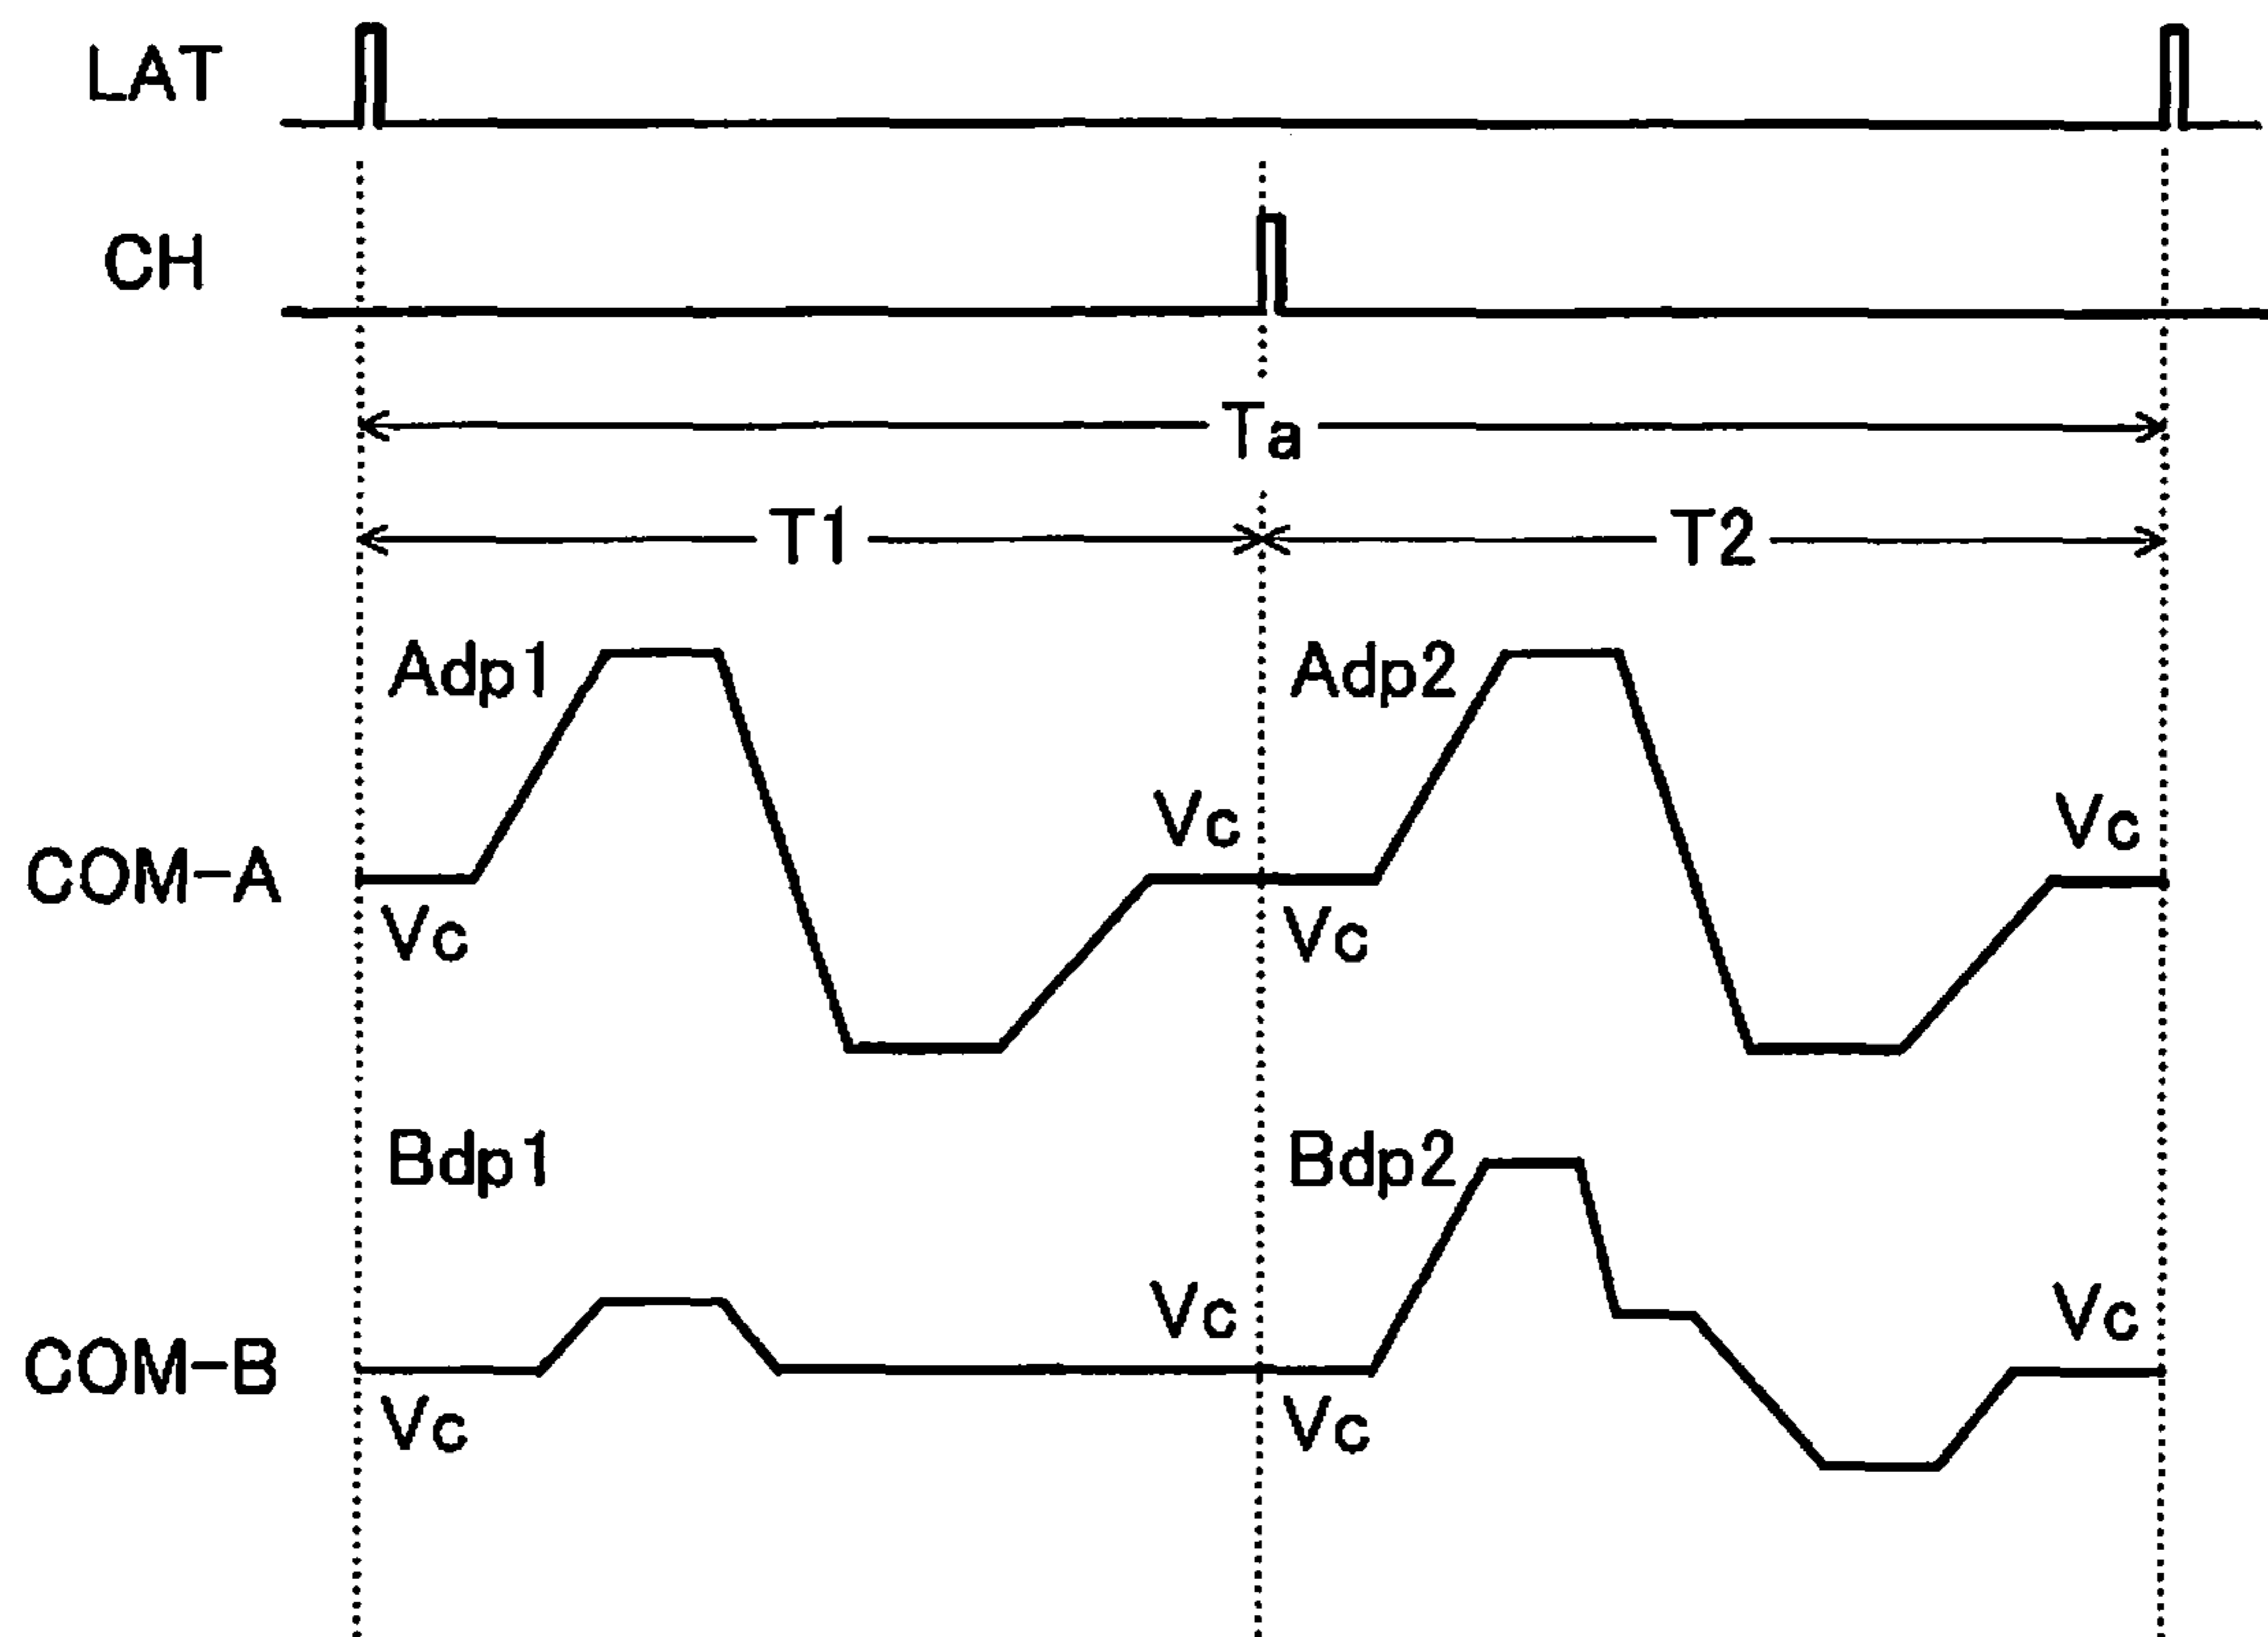 LAT
CH
Ta
T1 T2
Adp1 Adp2
Vc Vc
COM-A
Vc Vc
Bdp1 Bdp2
Vc Vc
COM-B
Vc Vc